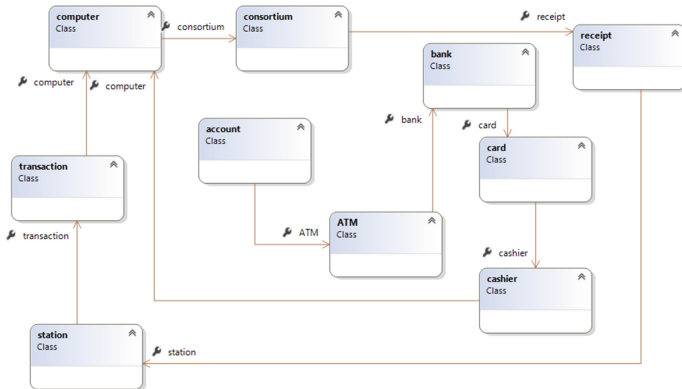 computer
Class
consortium
consortium
Class
receipt
receipt
Class
bank
Class
computer
computer
account
Class
bank
card
card
Class
transaction
Class
ATM
ATM
Class
transaction
cashier
cashier
Class
station
Class
station